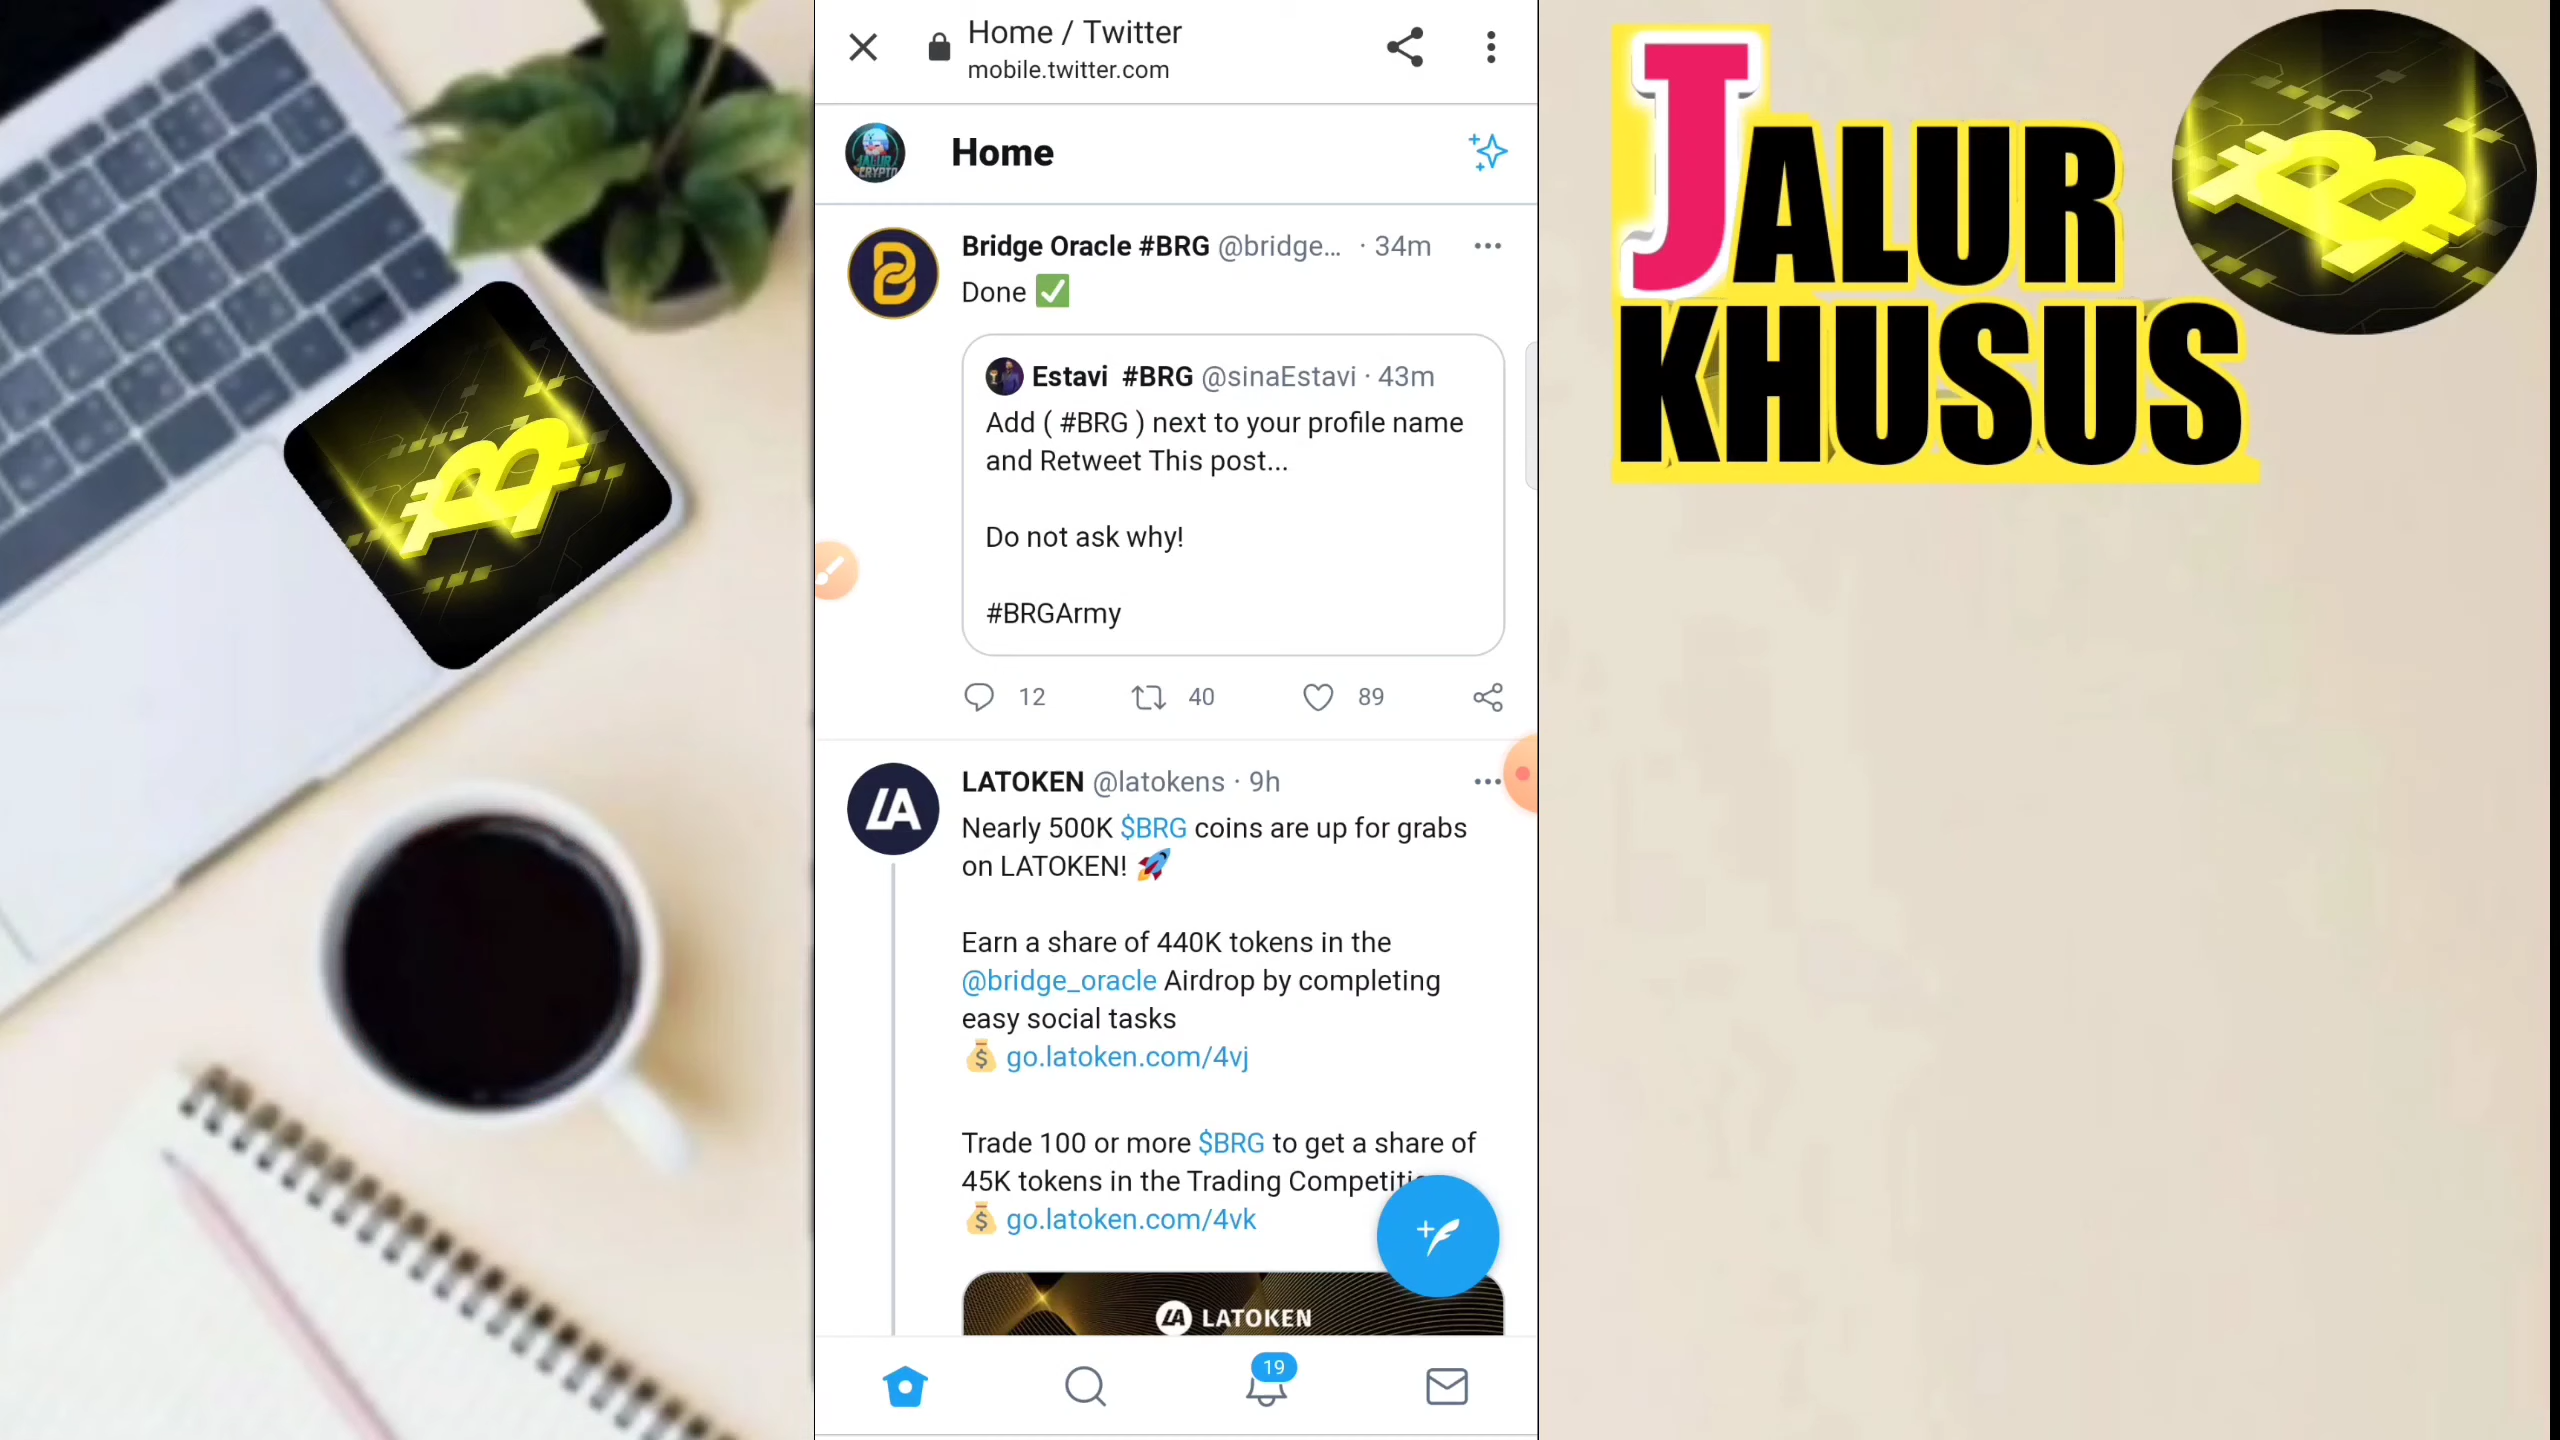 Home / Twitter
mobile.twitter.com
JALUR CRYPTO
Home
Bridge Oracle #BRG @bridge... · 34m
Done ✅
Estavi #BRG @sinaEstavi · 43m
Add ( #BRG ) next to your profile name
and Retweet This post...
Do not ask why!
#BRGArmy
12 40 89
LA
LATOKEN @latokens · 9h
Nearly 500K $BRG coins are up for grabs
on LATOKEN! 🚀
Earn a share of 440K tokens in the
@bridge_oracle Airdrop by completing
easy social tasks
💰 go.latoken.com/4vj
Trade 100 or more $BRG to get a share of
45K tokens in the Trading
💰 go.latoken.com/4vk
LA LATOKEN
19
JALUR
KHUSUS